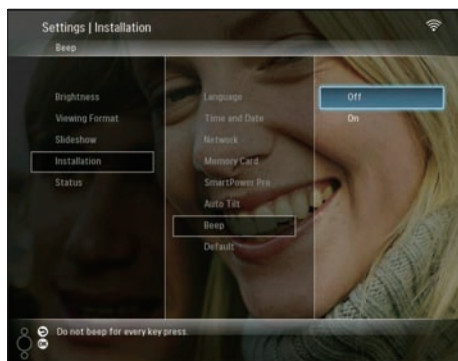 Settings | Installation
Beep
Brightness
Viewing Format
Slideshow
Installation
Status
Language
Time and Date
Network
Memory Card
SmartPower Pro
Auto Tilt
Beep
Default
Off
On
OK
Do not beep for every key press.